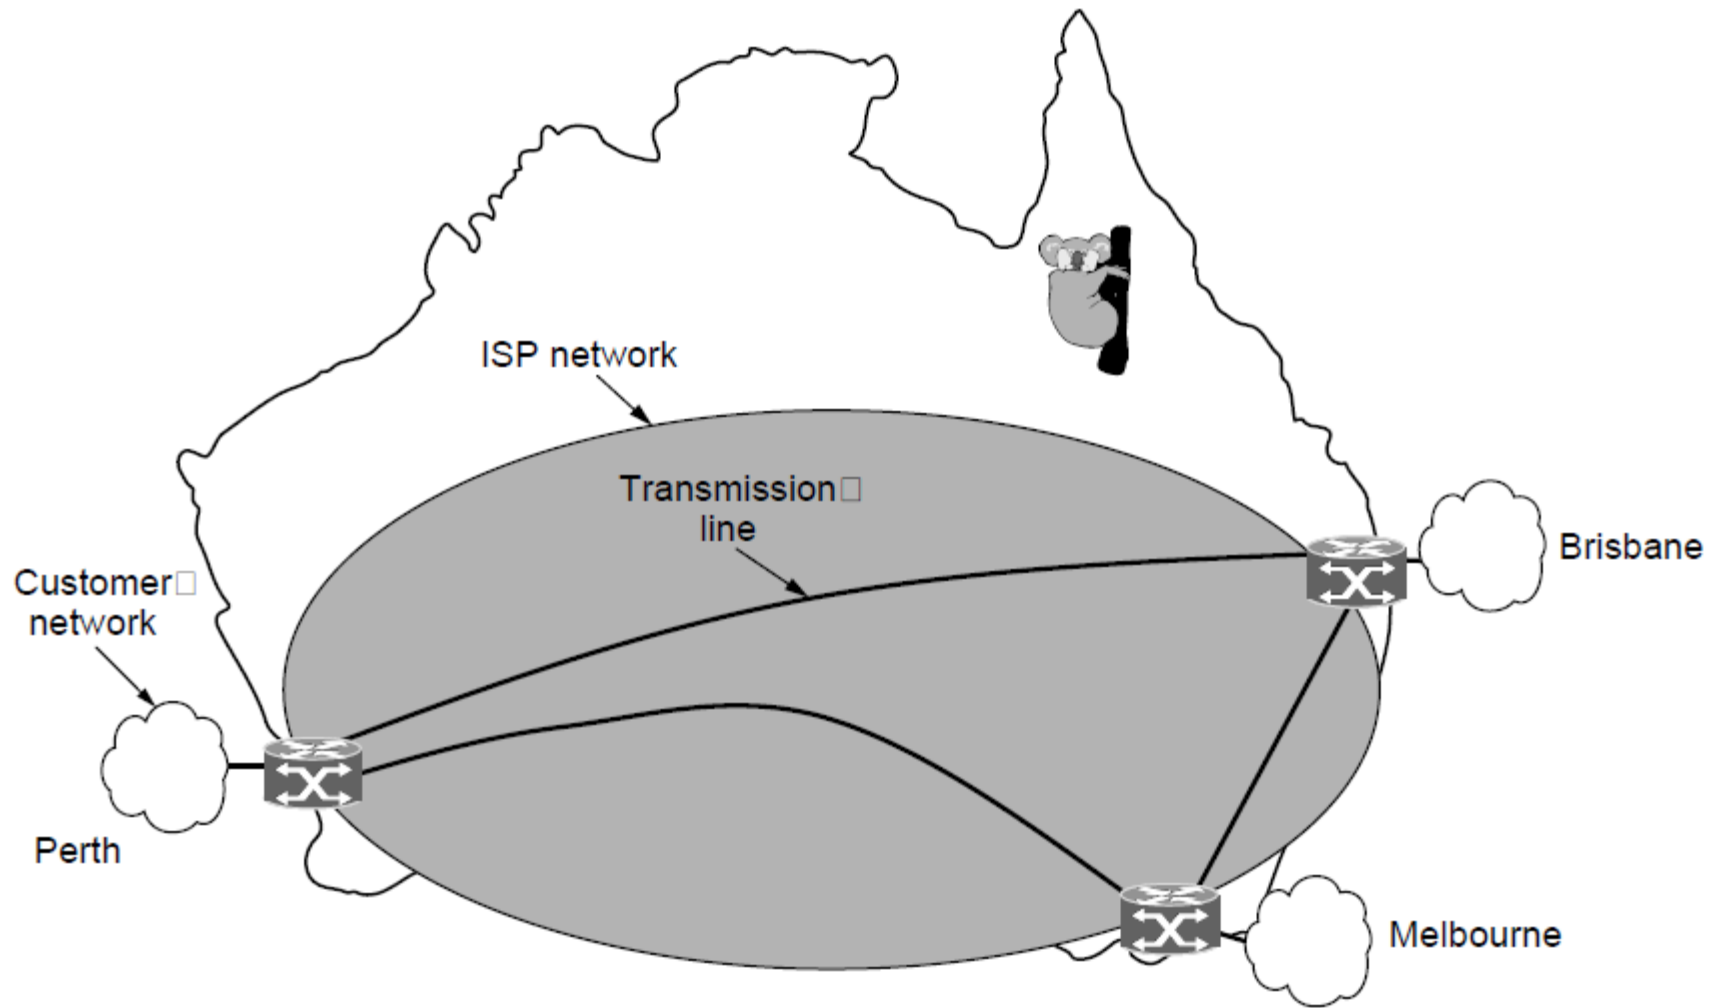 ISP network
Transmission□
line
Customer□
network
Brisbane
Perth
Melbourne